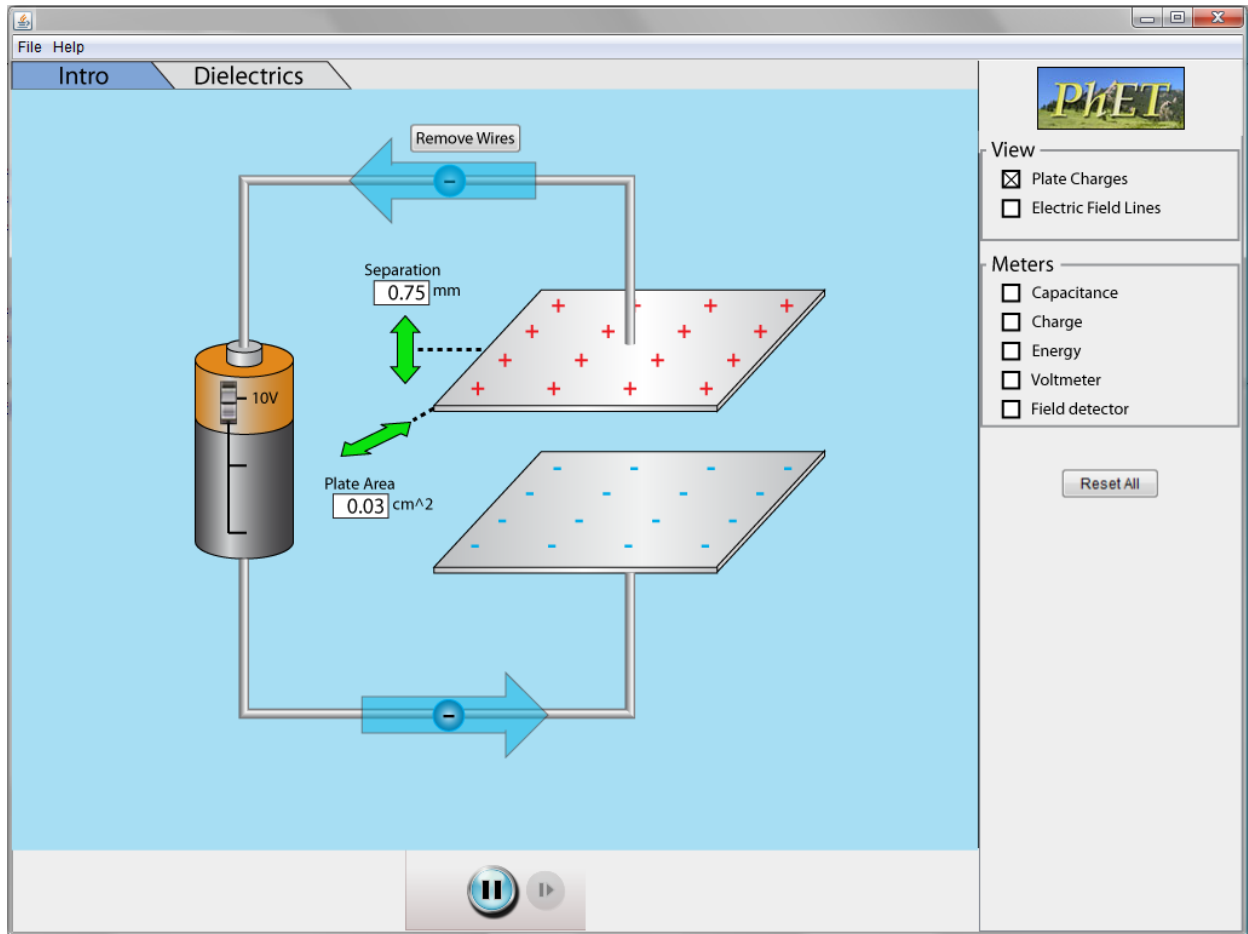 File Help
Intro
Dielectrics
Remove Wires
Separation
0.75 mm
10V
Plate Area
0.03 cm^2
PhET
View
Plate Charges
Electric Field Lines
Meters
Capacitance
Charge
Energy
Voltmeter
Field detector
Reset All